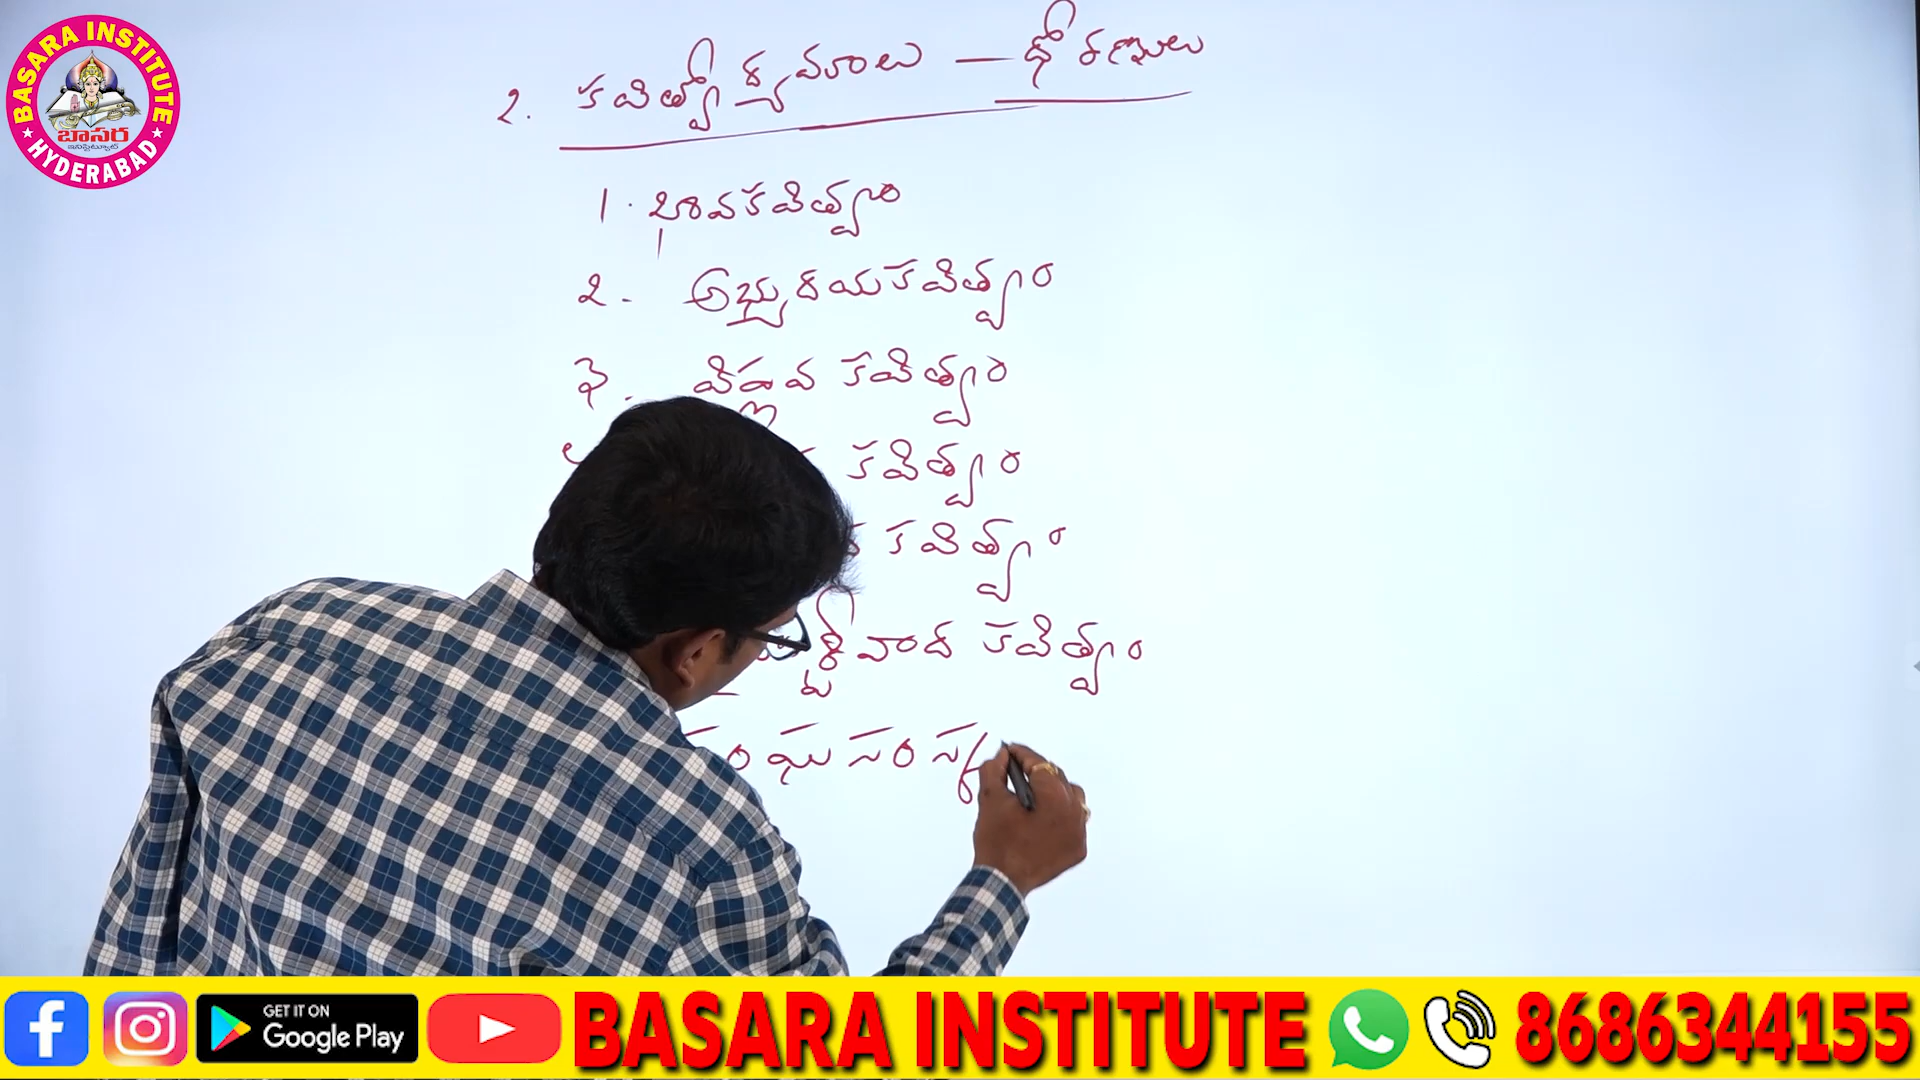 BASARA INSTITUTE
బాసర
ఇనిస్టిట్యూట్
HYDERABAD
2. కవిత్వోద్యమాలు — ధోరణులు
1. భావకవిత్వం
2. అభ్యుదయకవిత్వం
3. విప్లవ కవిత్వం
కవిత్వం
కవిత్వం
వాద కవిత్వం
సంఘ సంస్క
GET IT ON
Google Play
BASARA INSTITUTE
8686344155